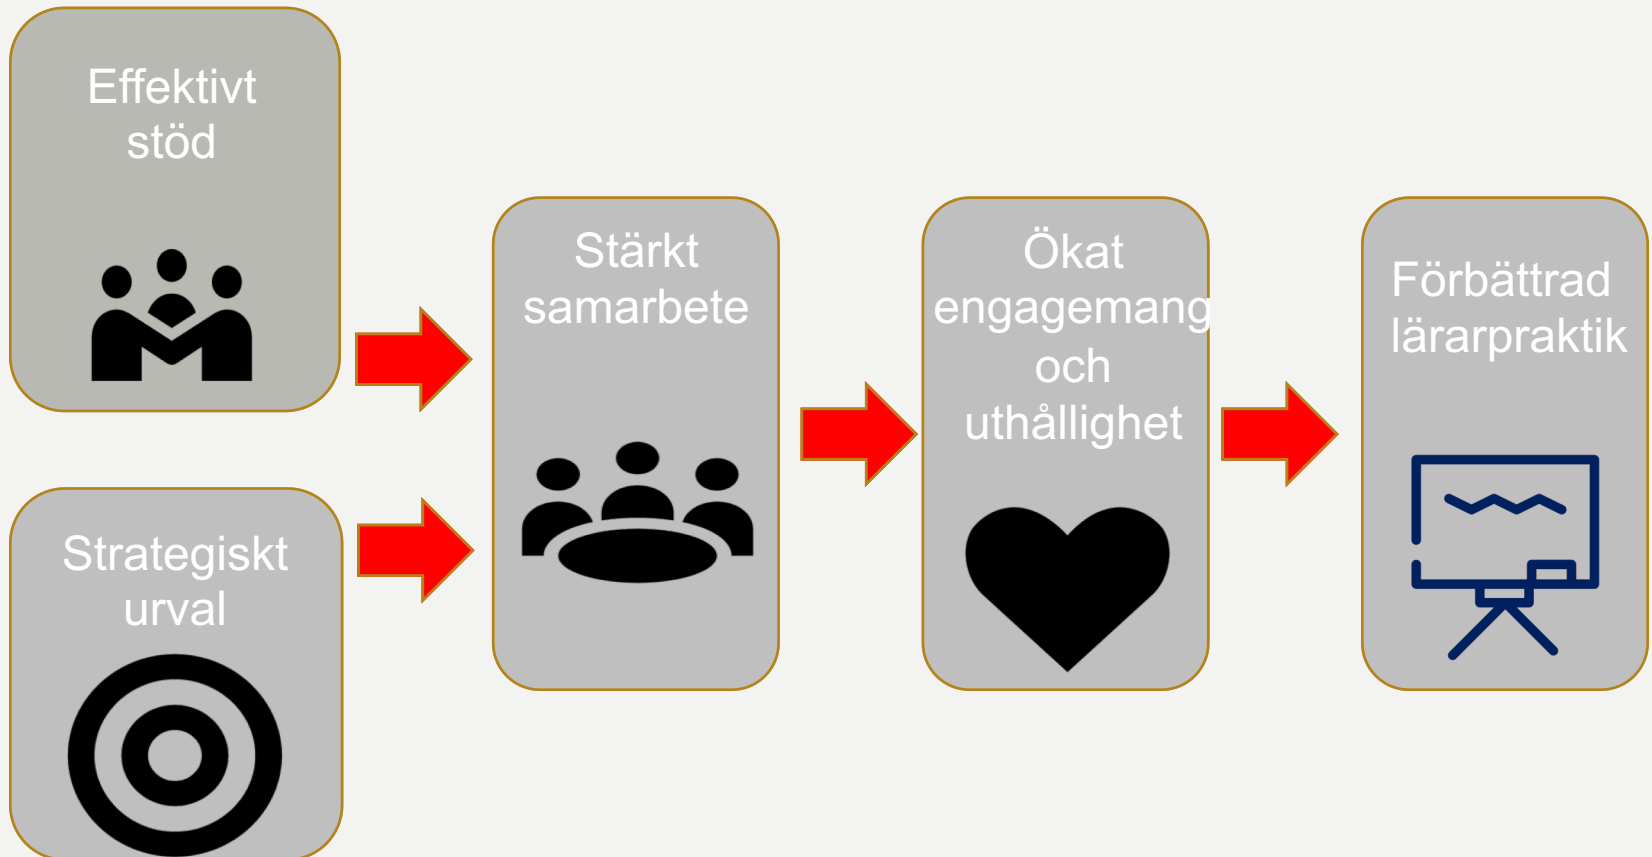 Effektivt
stöd
Strategiskt
urval
Stärkt
samarbete
Ökat
engagemang
och
uthållighet
Förbättrad
lärarpraktik